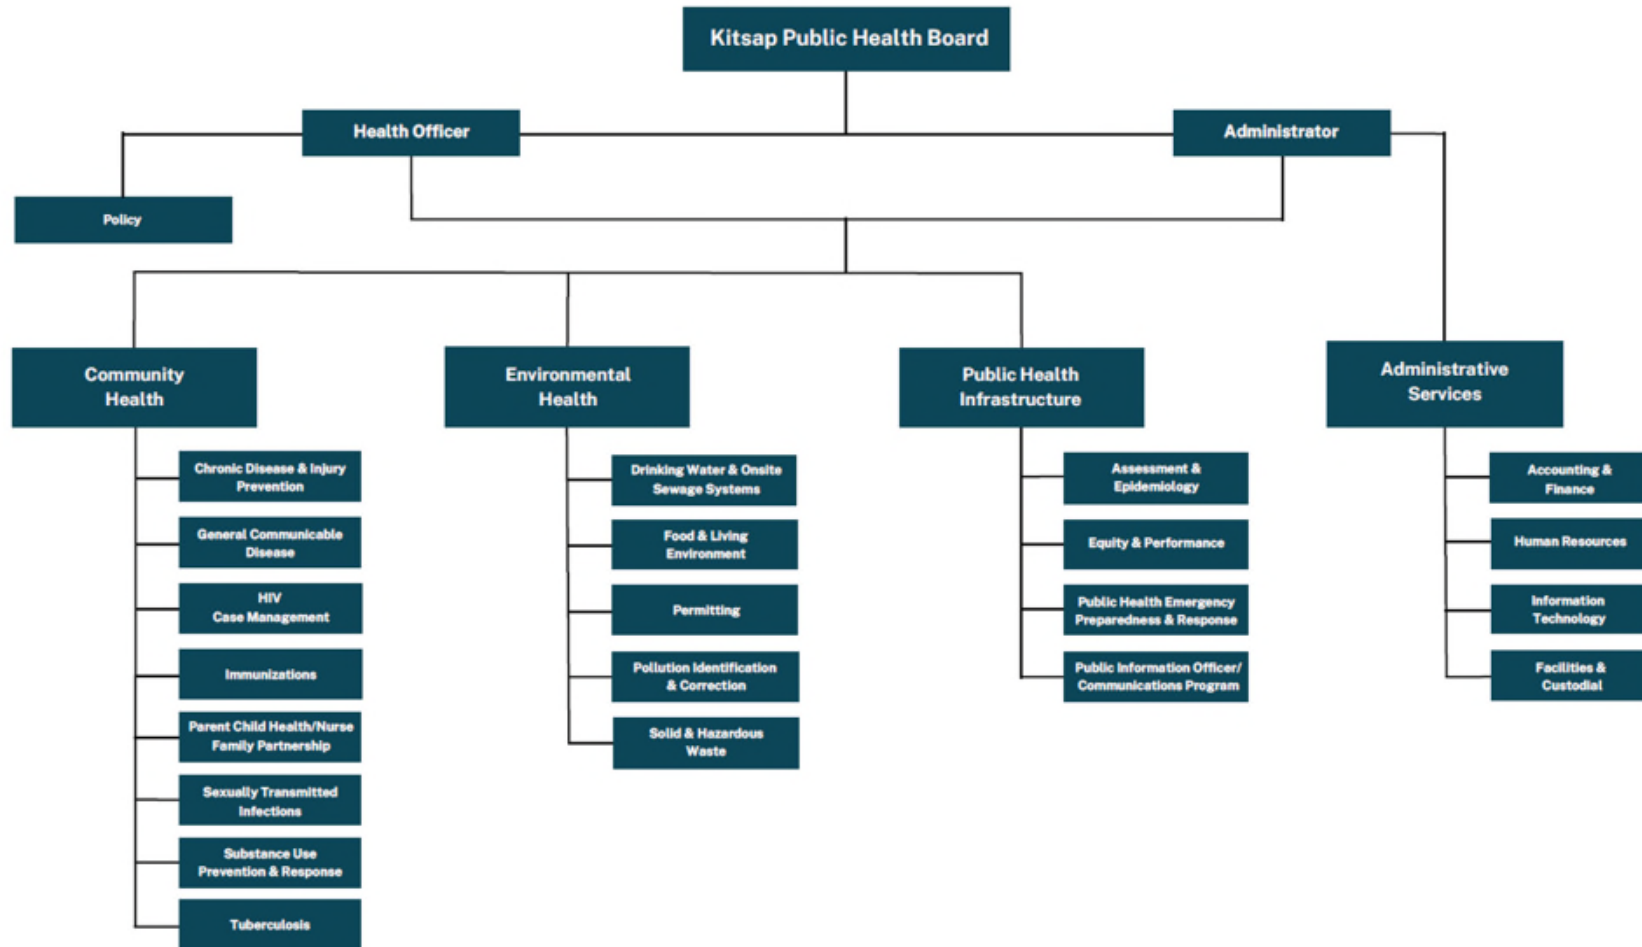 Kitsap Public Health Board
Health Officer
Administrator
Policy
Community
Health
Chronic Disease & Injury
Prevention
General Communicable
Disease
HIV
Case Management
Immunizations
Parent Child Health/Nurse
Family Partnership
Sexually Transmitted
Infections
Substance Use
Prevention & Response
Tuberculosis
Environmental
Health
Drinking Water & Onsite
Sewage Systems
Food & Living
Environment
Permitting
Pollution Identification
& Correction
Solid & Hazardous
Waste
Public Health
Infrastructure
Assessment &
Epidemiology
Equity & Performance
Public Health Emergency
Preparedness & Response
Public Information Officer/
Communications Program
Administrative
Services
Accounting &
Finance
Human Resources
Information
Technology
Facilities &
Custodial